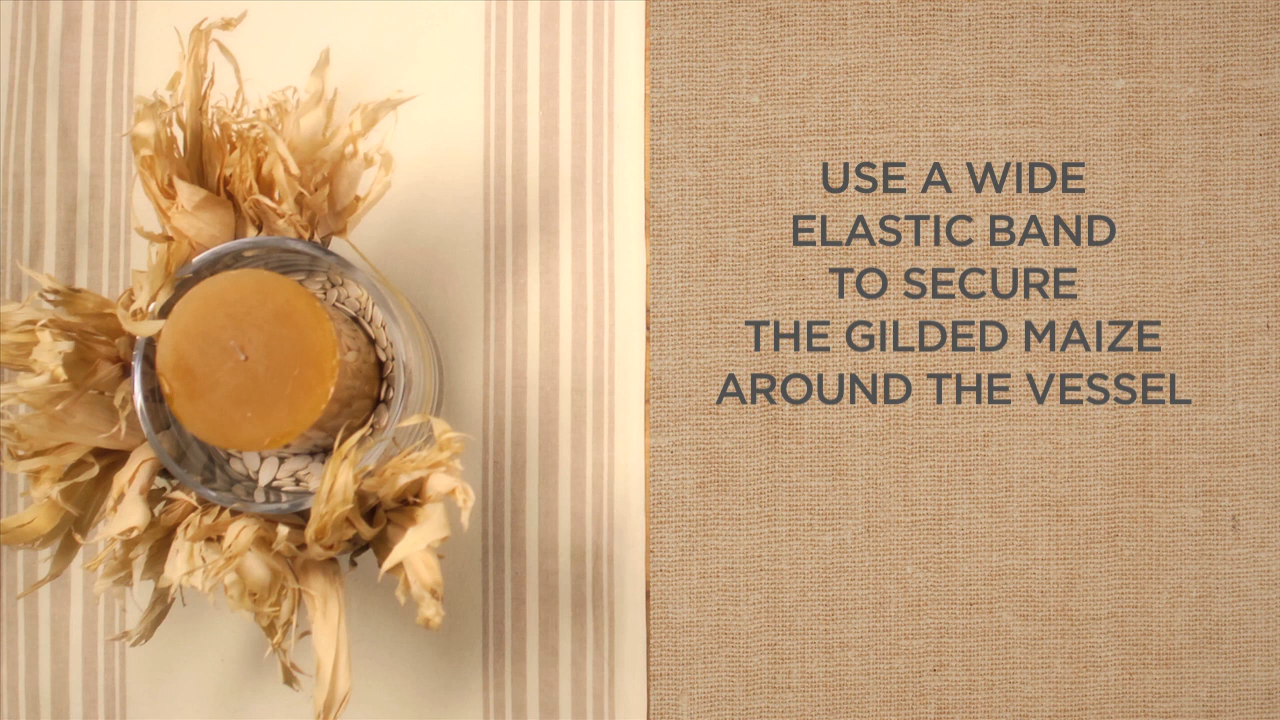 USE A WIDE
ELASTIC BAND
TO SECURE
THE GILDED MAIZE
AROUND THE VESSEL